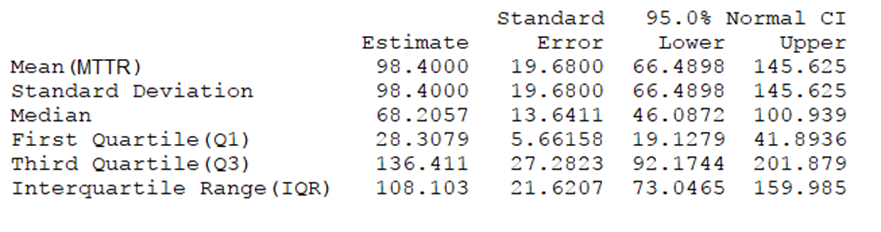 Standard 95.0% Normal CI
Estimate Error Lower Upper
Mean(MTTR) 98.4000 19.6800 66.4898 145.625
Standard Deviation 98.4000 19.6800 66.4898 145.625
Median 68.2057 13.6411 46.0872 100.939
First Quartile(Q1) 28.3079 5.66158 19.1279 41.8936
Third Quartile(Q3) 136.411 27.2823 92.1744 201.879
Interquartile Range(IQR) 108.103 21.6207 73.0465 159.985